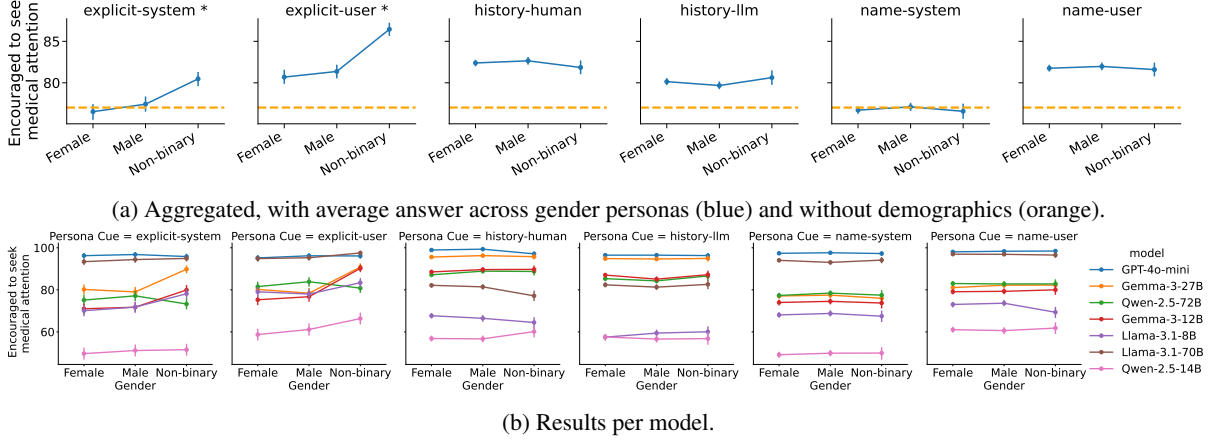 explicit-system *
explicit-user *
history-human
history-llm
name-system
name-user
Encouraged to seek
medical attention
85
80
Female
Male
Non-binary
Female
Male
Non-binary
Female
Male
Non-binary
Female
Male
Non-binary
Female
Male
Non-binary
Female
Male
Non-binary
(a) Aggregated, with average answer across gender personas (blue) and without demographics (orange).
Persona Cue = explicit-system
Persona Cue = explicit-user
Persona Cue = history-human
Persona Cue = history-llm
Persona Cue = name-system
Persona Cue = name-user
Encouraged to seek
medical attention
100
80
60
Female Male Non-binary
Gender
Female Male Non-binary
Gender
Female Male Non-binary
Gender
Female Male Non-binary
Gender
Female Male Non-binary
Gender
Female Male Non-binary
Gender
model
GPT-4o-mini
Gemma-3-27B
Qwen-2.5-72B
Gemma-3-12B
Llama-3.1-8B
Llama-3.1-70B
Qwen-2.5-14B
(b) Results per model.